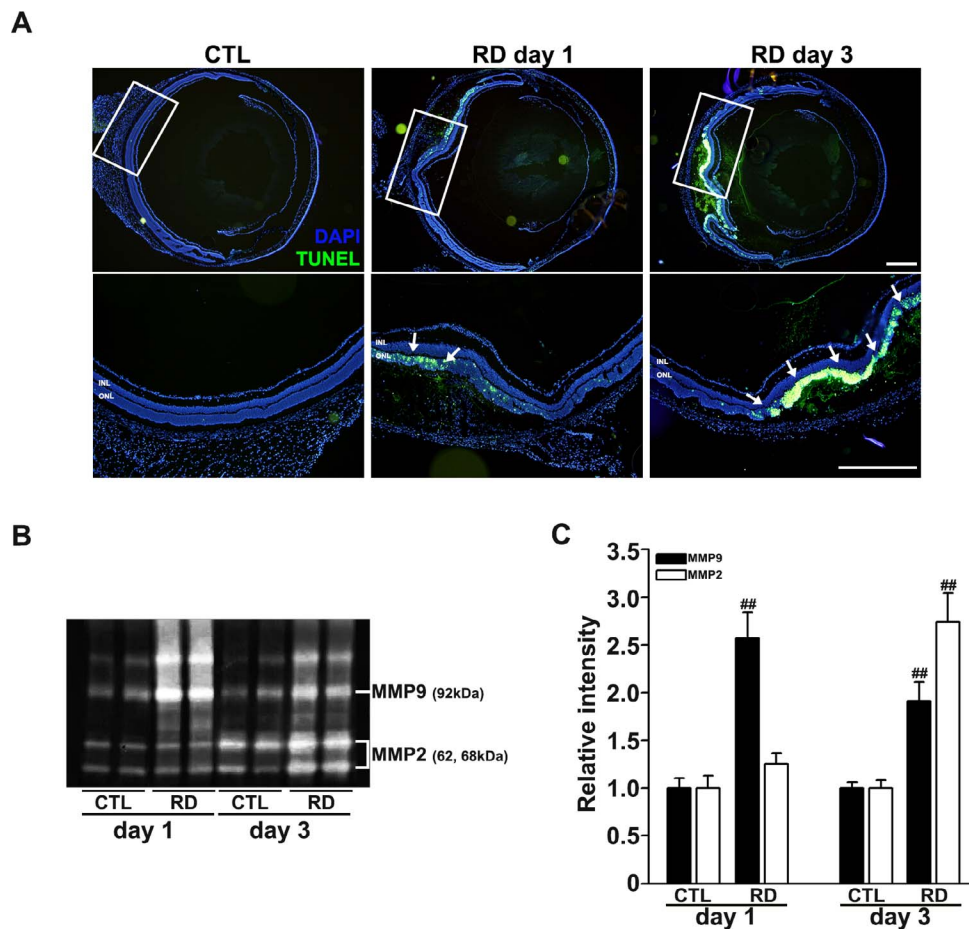 A
CTL
RD day 1
RD day 3
DAPI
TUNEL
INL
ONL
INL
ONL
INL
ONL
B
MMP9 (92kDa)
MMP2 (62, 68kDa)
CTL RD CTL RD
day 1 day 3
C
3.5
3.0
2.5
2.0
1.5
1.0
0.5
0
Relative intensity
MMP9
MMP2
##
##
##
CTL RD CTL RD
day 1 day 3